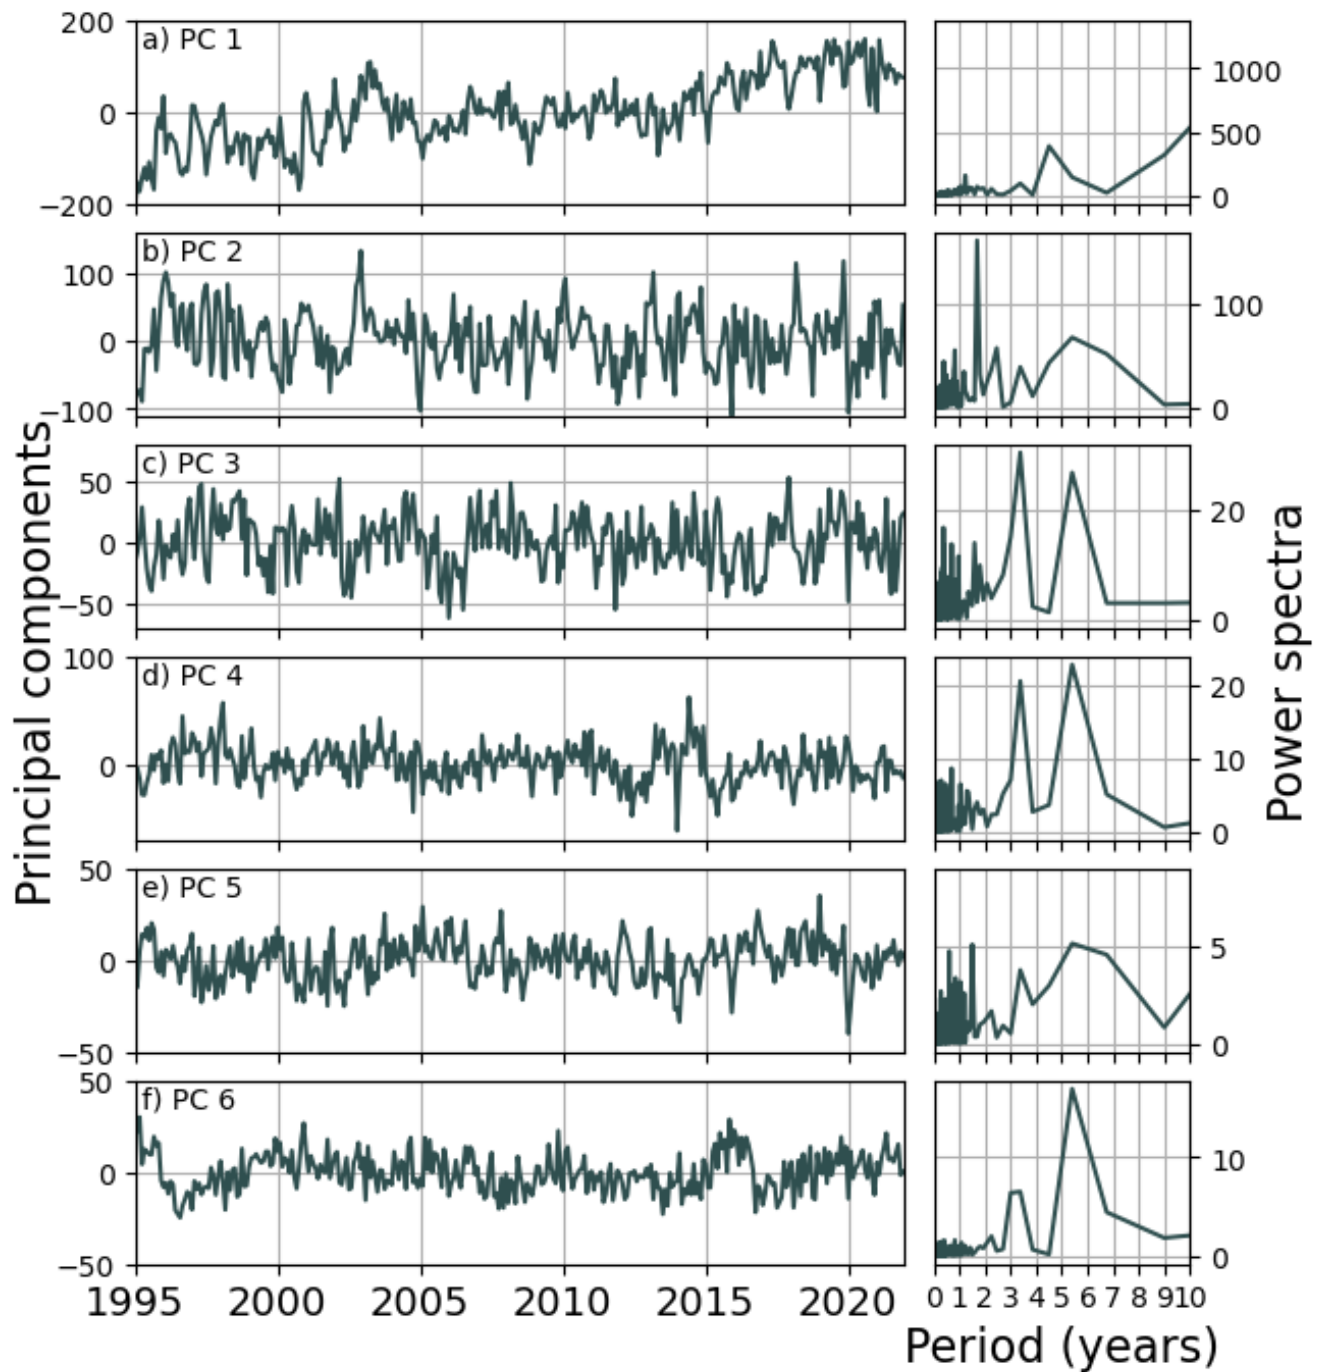 Principal components
Power spectra
a) PC 1
200
0
−200
1000
500
0
b) PC 2
100
0
−100
100
0
c) PC 3
50
0
−50
20
0
d) PC 4
100
0
20
10
0
e) PC 5
50
0
−50
5
0
f) PC 6
50
0
−50
10
0
1995 2000 2005 2010 2015 2020
0 1 2 3 4 5 6 7 8 9 10
Period (years)